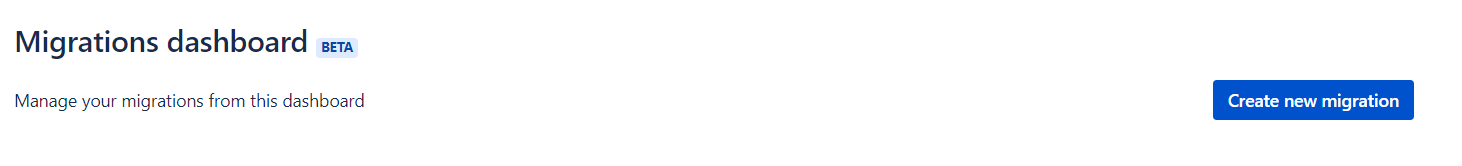 Migrations dashboard BETA
Manage your migrations from this dashboard
Create new migration